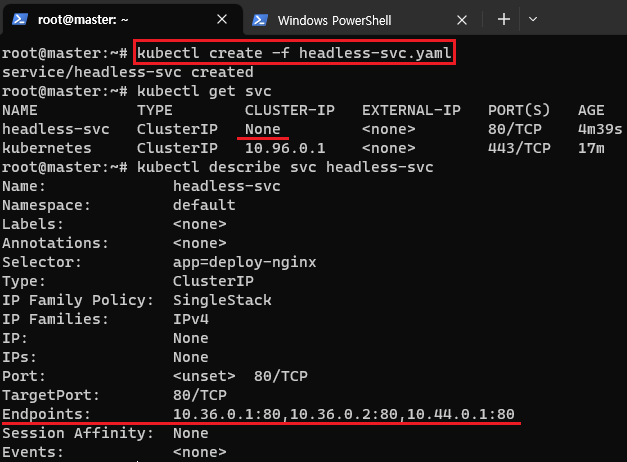 root@master: ~
Windows PowerShell
root@master:~# kubectl create -f headless-svc.yaml
service/headless-svc created
root@master:~# kubectl get svc
NAME TYPE CLUSTER-IP EXTERNAL-IP PORT(S) AGE
headless-svc ClusterIP None <none> 80/TCP 4m39s
kubernetes ClusterIP 10.96.0.1 <none> 443/TCP 17m
root@master:~# kubectl describe svc headless-svc
Name: headless-svc
Namespace: default
Labels: <none>
Annotations: <none>
Selector: app=deploy-nginx
Type: ClusterIP
IP Family Policy: SingleStack
IP Families: IPv4
IP: None
IPs: None
Port: <unset> 80/TCP
TargetPort: 80/TCP
Endpoints: 10.36.0.1:80,10.36.0.2:80,10.44.0.1:80
Session Affinity: None
Events: <none>